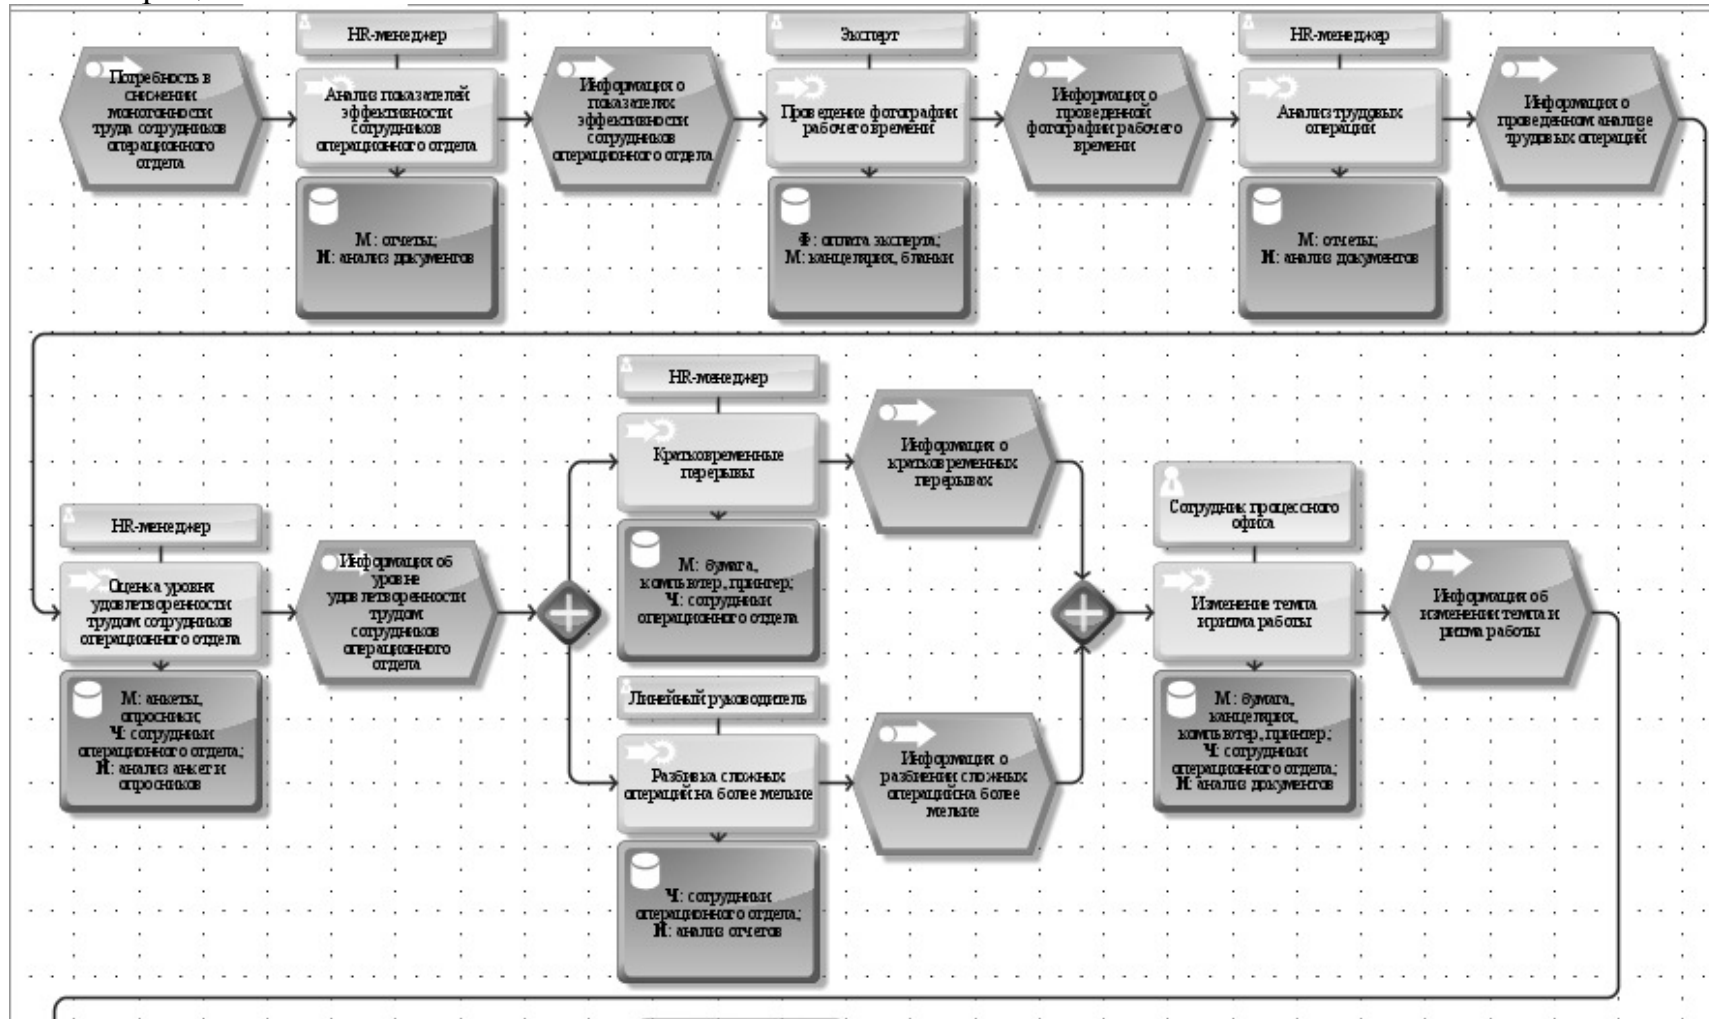 HR-менеджер
Эксперт
HR-менеджер
Потребность в
снижении
монотонности
труда сотрудников
операционного
отдела
Анализ показателей
эффективности
сотрудников
операционного отдела
Информация о
показателях
эффективности
сотрудников
операционного отдела
Проведение фотографии
рабочего времени
Информация о
проведенной
фотографии рабочего
времени
Анализ трудовых
операций
Информация о
проведенном анализе
трудовых операций
М: отчеты;
И: анализ документов
Ф: оплата эксперта;
М: канцелярия, бланки
М: отчеты;
И: анализ документов
HR-менеджер
Оценка уровня
удовлетворенности
трудом сотрудников
операционного отдела
М: анкеты,
опросники;
Ч: сотрудники
операционного отдела;
И: анализ анкет и
опросников
Информация об
уровне
удовлетворенности
трудом
сотрудников
операционного
отдела
HR-менеджер
Кратковременные
перерывы
М: бумага,
компьютер, принтер;
Ч: сотрудники
операционного отдела
Информация о
кратковременных
перерывах
Линейный руководитель
Разбивка сложных
операций на более мелкие
Ч: сотрудники
операционного отдела;
И: анализ отчетов
Информация о
разбиении сложных
операций на более
мелкие
Сотрудник процессного
офиса
Изменение темпа
и ритма работы
М: бумага,
канцелярия,
компьютер, принтер;
Ч: сотрудники
операционного отдела;
И: анализ документов
Информация об
изменении темпа и
ритма работы